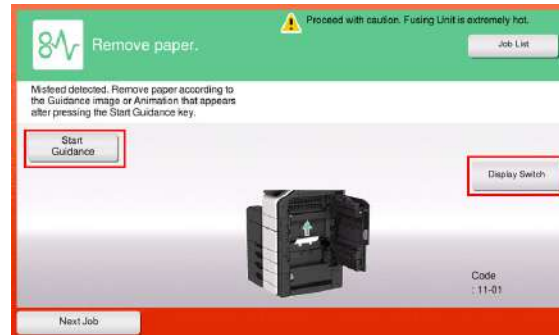 Proceed with caution. Fusing Unit is extremely hot.
Remove paper.
Job List
Misfeed detected. Remove paper according to
the Guidance image or Animation that appears
after pressing the Start Guidance key.
Start
Guidance
Display Switch
Code
: 11-01
Next Job